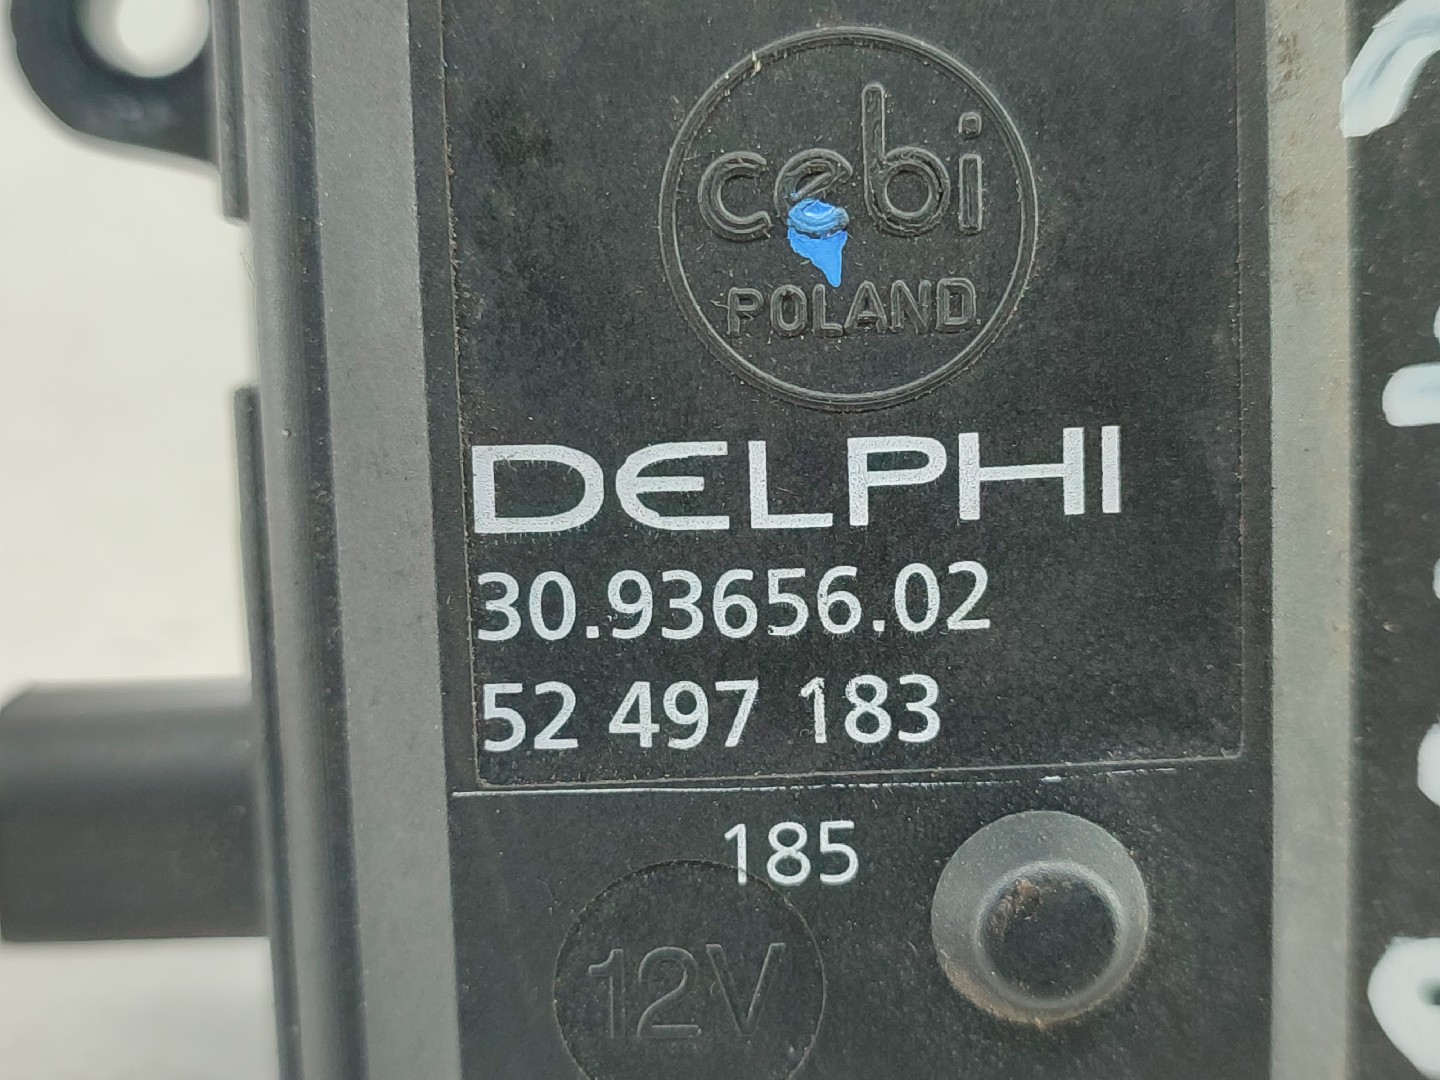 cebi
POLAND
DELPHI
30.93656.02
52 497 183
185
12V